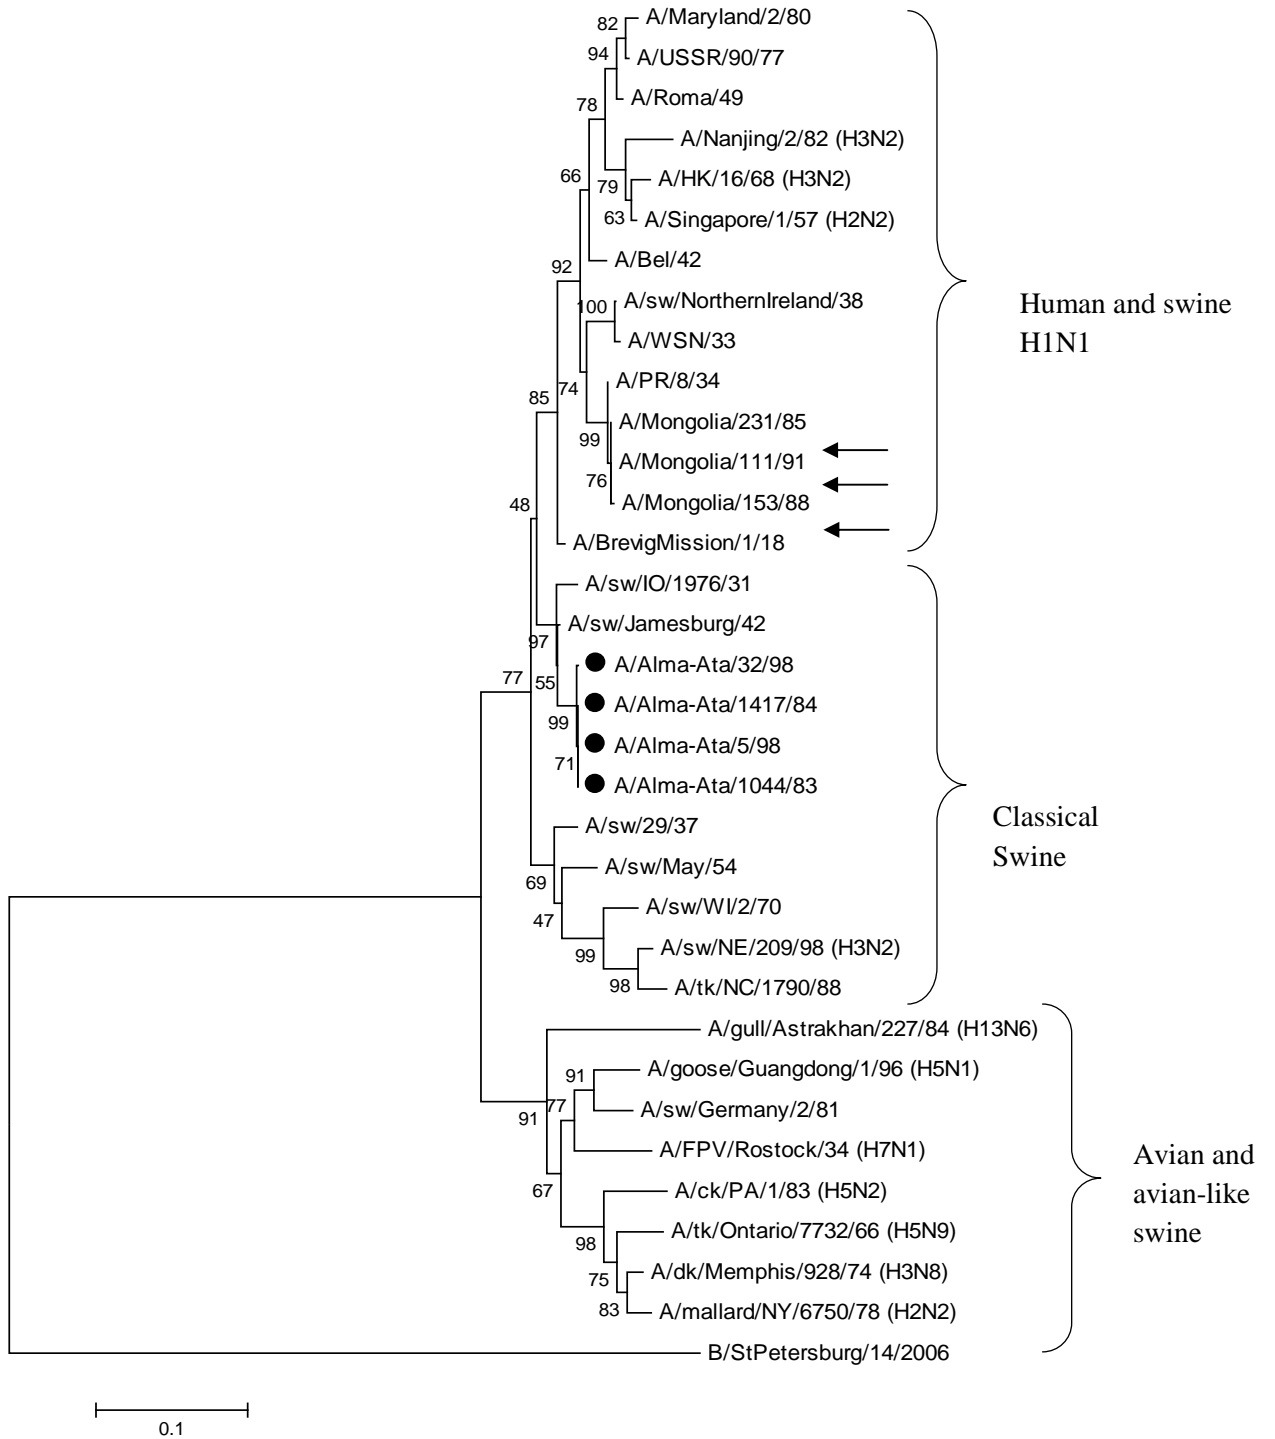 82
A/Maryland/2/80
94
A/USSR/90/77
A/Roma/49
78
A/Nanjing/2/82 (H3N2)
66
79
A/HK/16/68 (H3N2)
63
A/Singapore/1/57 (H2N2)
A/Bel/42
92
100
A/sw/NorthernIreland/38
A/WSN/33
74
A/PR/8/34
85
A/Mongolia/231/85
99
A/Mongolia/111/91
76
A/Mongolia/153/88
48
A/BrevigMission/1/18
Human and swine
H1N1
A/sw/IO/1976/31
A/sw/Jamesburg/42
97
A/Alma-Ata/32/98
77
55
A/Alma-Ata/1417/84
99
A/Alma-Ata/5/98
71
A/Alma-Ata/1044/83
A/sw/29/37
A/sw/May/54
69
47
A/sw/WI/2/70
99
A/sw/NE/209/98 (H3N2)
98
A/tk/NC/1790/88
Classical
Swine
A/gull/Astrakhan/227/84 (H13N6)
91
A/goose/Guangdong/1/96 (H5N1)
77
91
A/sw/Germany/2/81
A/FPV/Rostock/34 (H7N1)
67
A/ck/PA/1/83 (H5N2)
A/tk/Ontario/7732/66 (H5N9)
98
75
A/dk/Memphis/928/74 (H3N8)
83
A/mallard/NY/6750/78 (H2N2)
Avian and
avian-like
swine
B/StPetersburg/14/2006
0.1